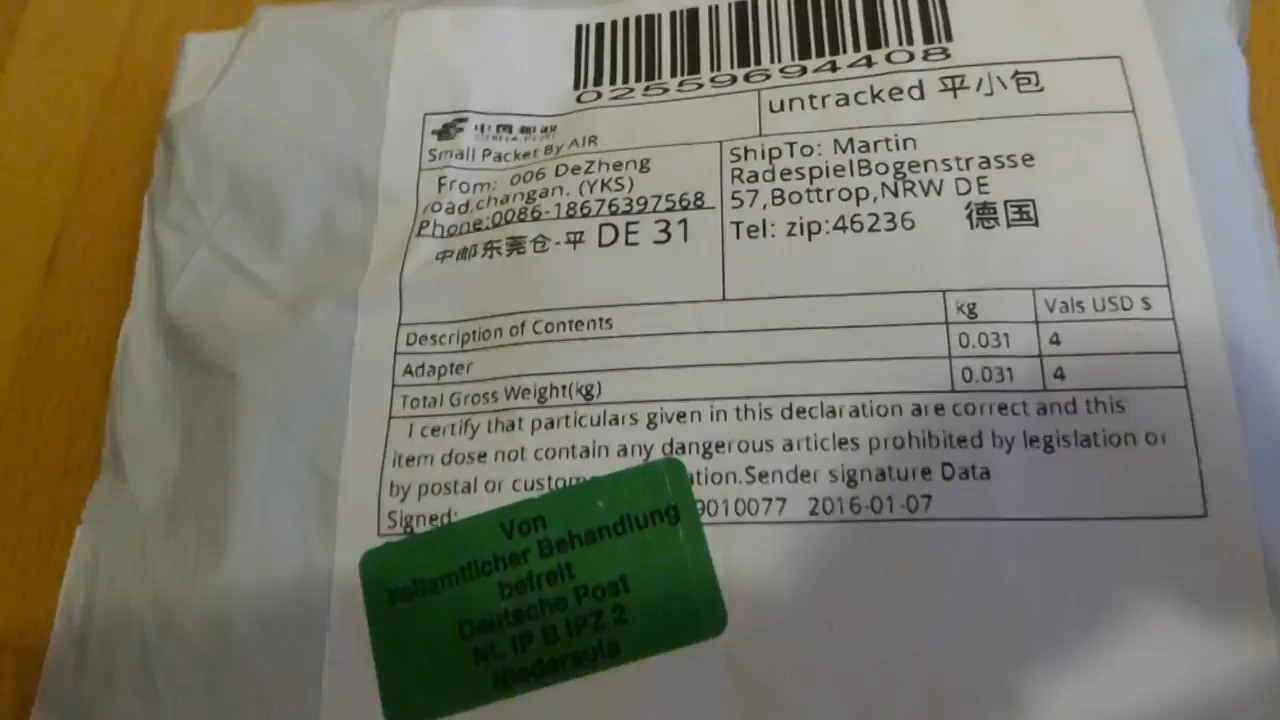 02559694408
untracked 平小包
中国邮政
CHINA POST
Small Packet By AIR
From: 006 DeZheng
road,changan. (YKS)
Phone:0086-18676397568
中邮东莞仓-平 DE 31
ShipTo: Martin
RadespielBogenstrasse
57,Bottrop,NRW DE
Tel: zip:46236 德国
Description of Contents kg Vals USD $
Adapter 0.031 4
Total Gross Weight(kg) 0.031 4
I certify that particulars given in this declaration are correct and this
item dose not contain any dangerous articles prohibited by legislation or
by postal or custom ation.Sender signature Data
Signed: 9010077 2016-01-07
Von
zollamtlicher Behandlung
befreit
Deutsche Post
NL IP B IPZ 2
Niederaula